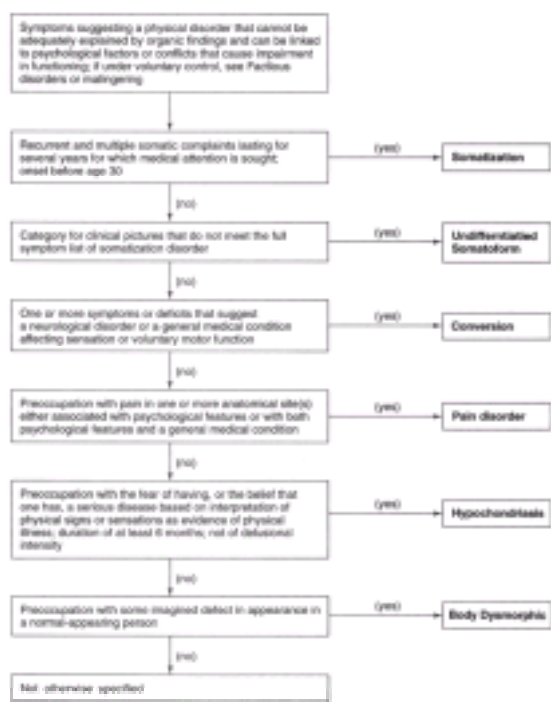 Symptoms suggesting a physical disorder that cannot be
adequately explained by organic findings and can be linked
to psychological factors or conflicts that cause impairment
in functioning; if under voluntary control, see Factitious
disorders or malingering
Recurrent and multiple somatic complaints lasting for
several years for which medical attention is sought;
onset before age 30
(yes)
Somatization
(no)
Category for clinical pictures that do not meet the full
symptom list of somatization disorder
(yes)
Undifferntiatied
Somatoform
(no)
One or more symptoms or deficits that suggest
a neurological disorder or a general medical condition
affecting sensation or voluntary motor function
(yes)
Conversion
(no)
Preoccupation with pain in one or more anatomical site(s)
either associated with psychological features or with both
psychological features and a general medical condition
(yes)
Pain disorder
(no)
Preoccupation with the fear of having, or the belief that
one has, a serious disease based on interpretation of
physical signs or sensations as evidence of physical
illness; duration of at least 6 months; not of delusional
intensity
(yes)
Hypochondriasis
(no)
Preoccupation with some imagined defect in appearance in
a normal-appearing person
(yes)
Body Dysmorphic
(no)
Not otherwise specified